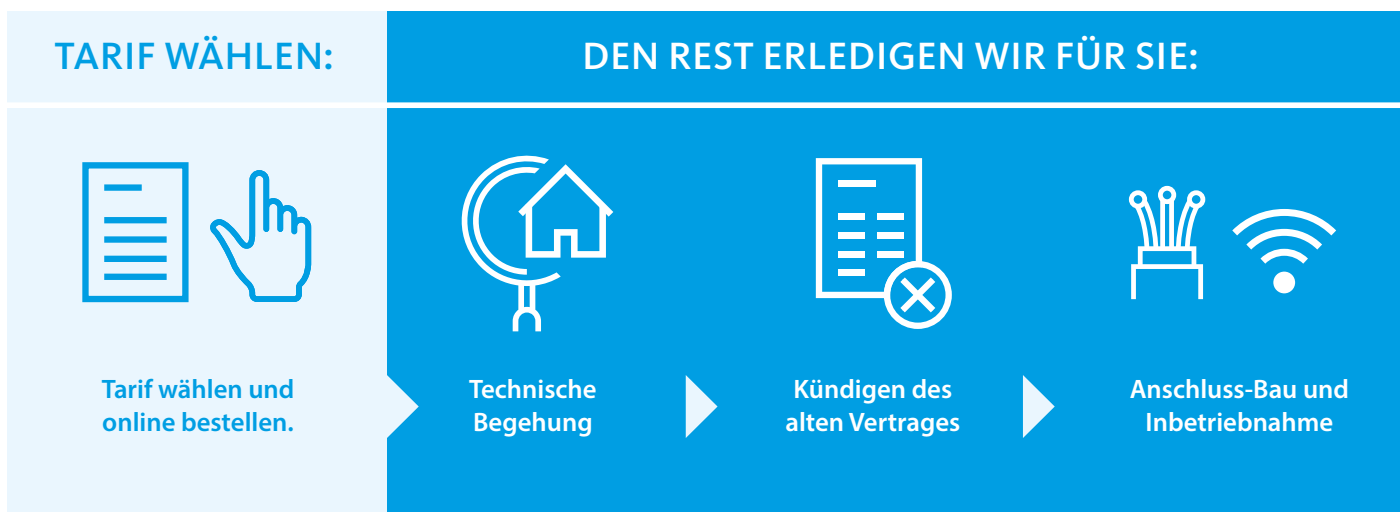 TARIF WÄHLEN:
DEN REST ERLEDIGEN WIR FÜR SIE:
Tarif wählen und
online bestellen.
Technische
Begehung
Kündigen des
alten Vertrages
Anschluss-Bau und
Inbetriebnahme